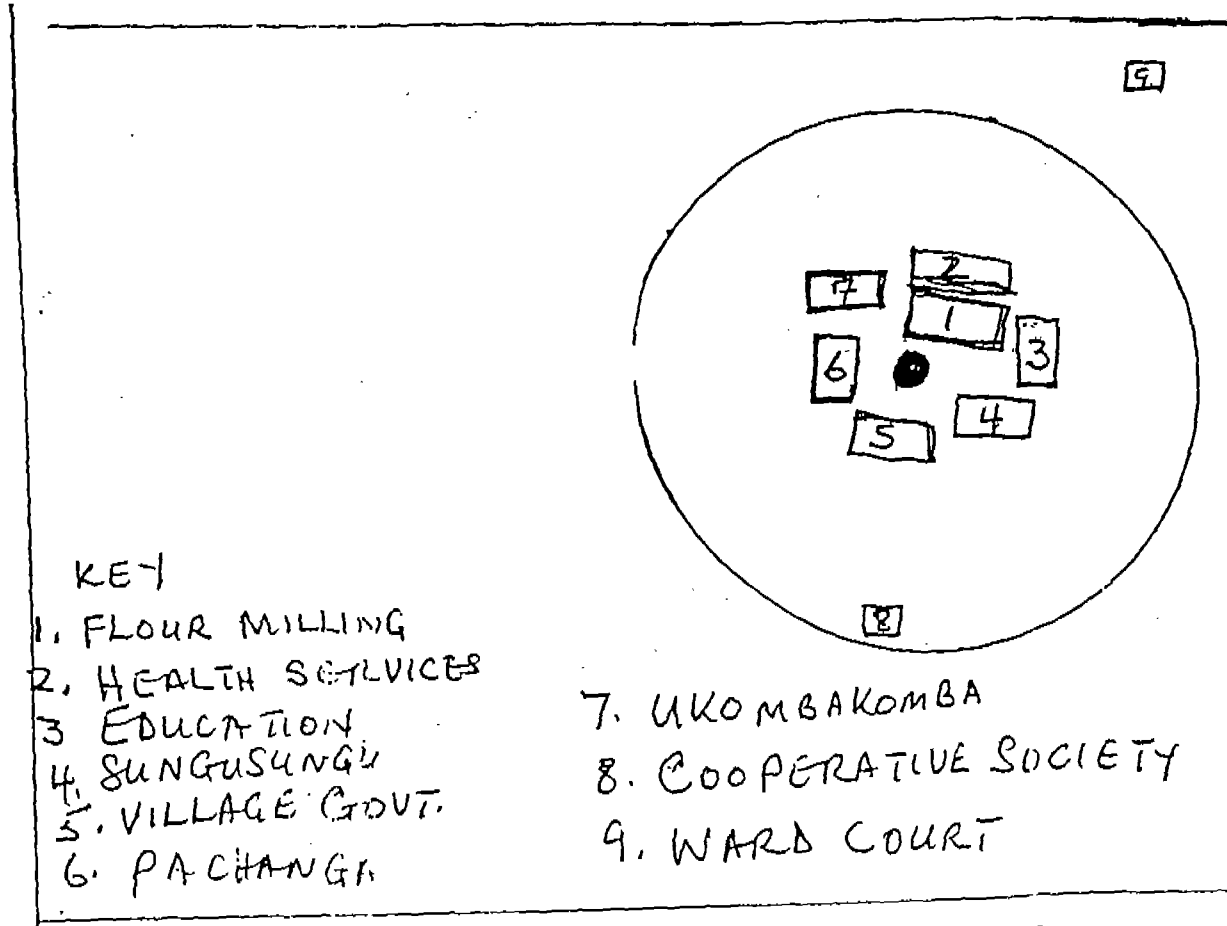 9
2
7
1
6
3
4
5
8
KEY
1. FLOUR MILLING
2. HEALTH SERVICES
3 EDUCATION
4. SUNGUSUNGU
5. VILLAGE GOVT.
6. PACHANGA
7. UKOMBAKOMBA
8. COOPERATIVE SOCIETY
9. WARD COURT